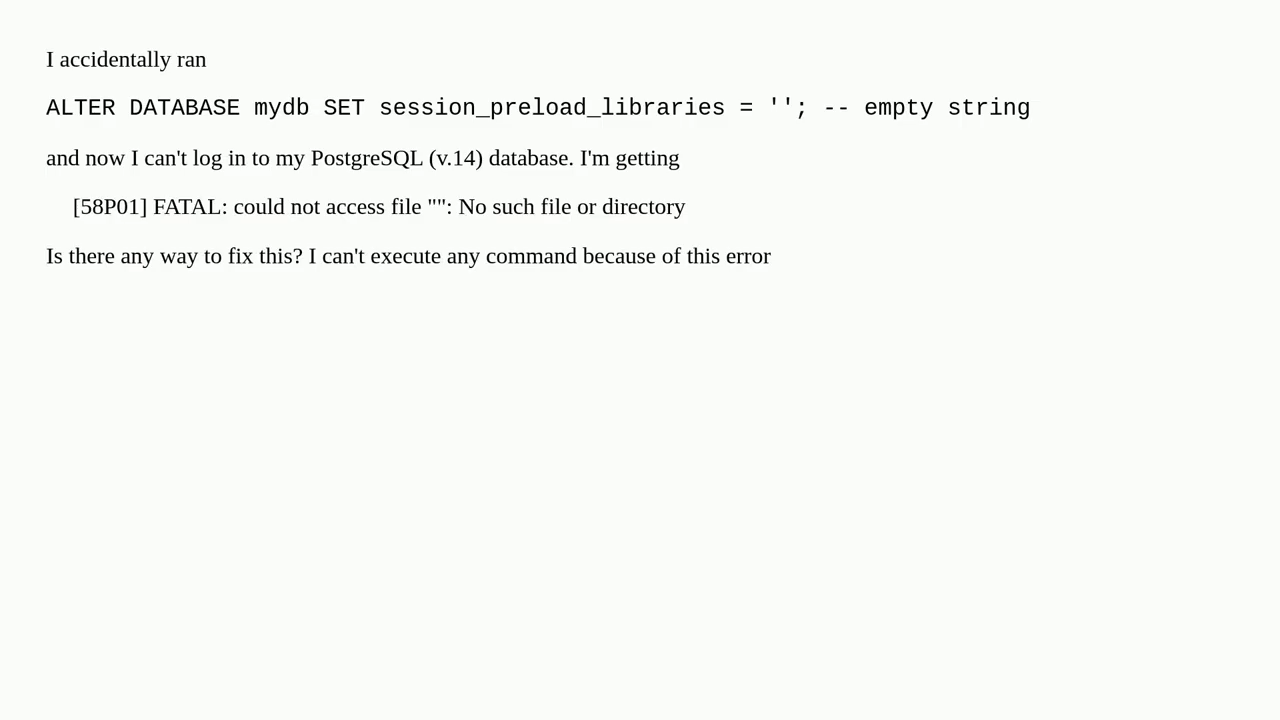 I accidentally ran
ALTER DATABASE mydb SET session_preload_libraries = ''; -- empty string
and now I can't log in to my PostgreSQL (v.14) database. I'm getting
[58P01] FATAL: could not access file "": No such file or directory
Is there any way to fix this? I can't execute any command because of this error